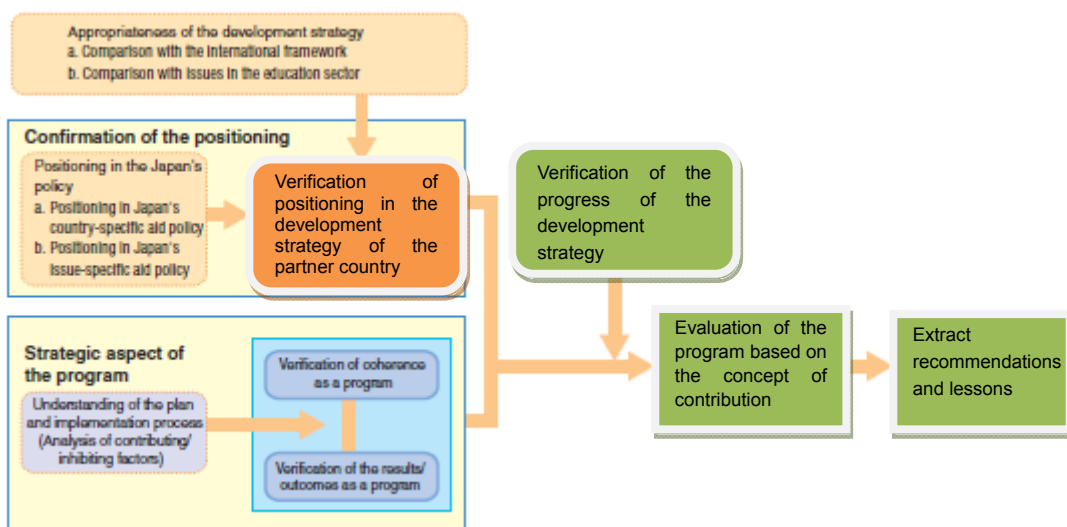 Appropriateness of the development strategy
a. Comparison with the international framework
b. Comparison with issues in the education sector
Confirmation of the positioning
Positioning in the Japan's
policy
a. Positioning in Japan's
country-specific aid policy
b. Positioning in Japan's
issue-specific aid policy
Verification of
positioning in the
development
strategy of the
partner country
Verification of the
progress of the
development
strategy
Strategic aspect of
the program
Understanding of the plan
and implementation process
(Analysis of contributing/
inhibiting factors)
Verification of coherence
as a program
Verification of the results/
outcomes as a program
Evaluation of the
program based on
the concept of
contribution
Extract
recommendations
and lessons